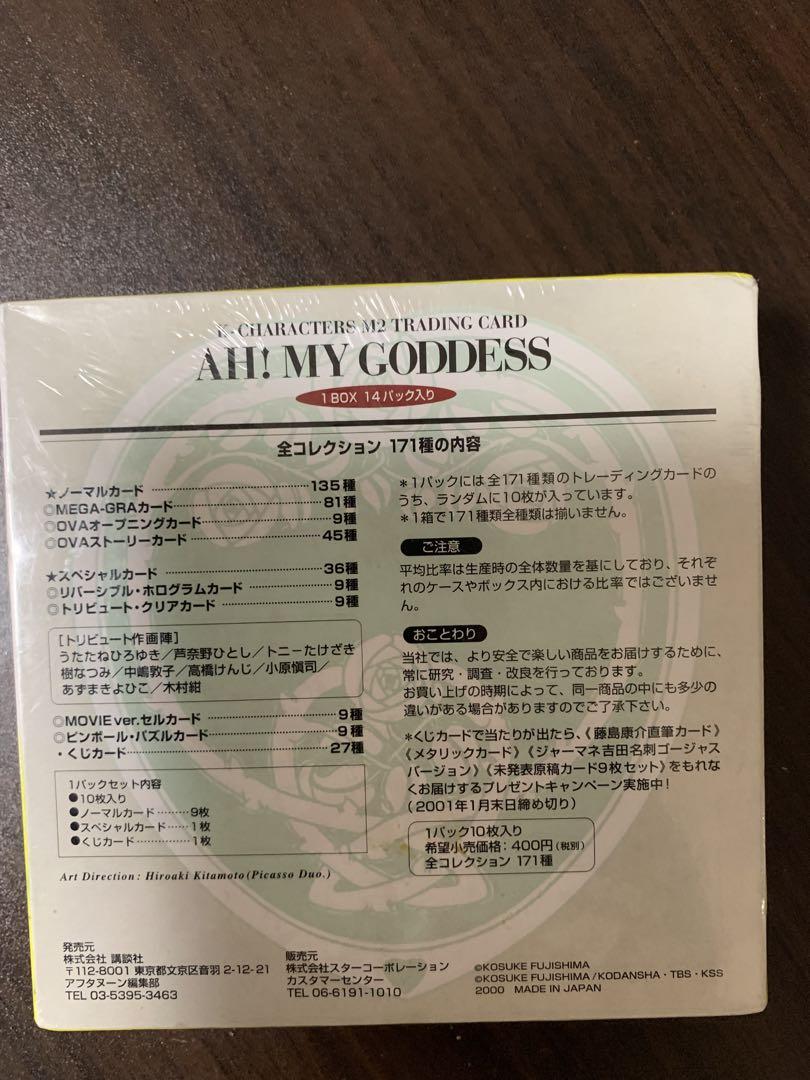 K-CHARACTERS M2 TRADING CARD
AH! MY GODDESS
1BOX 14パック入り
全コレクション 171種の内容
★ノーマルカード ………………………… 135種
◎MEGA-GRAカード………………………… 81種
◎OVAオープニングカード………………… 9種
◎OVAストーリーカード …………………… 45種
★スペシャルカード ………………………… 36種
◎リバーシブル・ホログラムカード ……… 9種
◎トリビュート・クリアカード …………… 9種
[トリビュート作画陣]
うたたねひろゆき／芦奈野ひとし／トニーたけざき
樹なつみ／中嶋敦子／高橋けんじ／小原愼司／
あずまきよひこ／木村紺
◎MOVIE ver.セルカード …………………… 9種
◎ピンボール・パズルカード……………… 9種
・くじカード ………………………………… 27種
1パックセット内容
●10枚入り
●ノーマルカード ……… 9枚
●スペシャルカード …… 1枚
●くじカード …………… 1枚
Art Direction : Hiroaki Kitamoto (Picasso Duo.)
＊1パックには全171種類のトレーディングカードの
うち、ランダムに10枚が入っています。
＊1箱で171種類全種類は揃いません。
ご注意
平均比率は生産時の全体数量を基にしており、それぞ
れのケースやボックス内における比率ではございませ
ん。
おことわり
当社では、より安全で楽しい商品をお届けするために、
常に研究・調査・改良を行っております。
お買い上げの時期によって、同一商品の中にも多少の
違いがある場合がありますのでご了承下さい。
＊くじカードで当たりが出たら、《藤島康介直筆カード》
《メタリックカード》《ジャーマネ吉田名刺ゴージャス
バージョン》《未発表原稿カード9枚セット》をもれな
くお届けするプレゼントキャンペーン実施中！
(2001年1月末日締め切り)
1パック10枚入り
希望小売価格：400円(税別)
全コレクション 171種
発売元
株式会社 講談社
〒112-8001 東京都文京区音羽 2-12-21
アフタヌーン編集部
TEL 03-5395-3463
販売元
株式会社スターコーポレーション
カスタマーセンター
TEL 06-6191-1010
©KOSUKE FUJISHIMA
©KOSUKE FUJISHIMA / KODANSHA・TBS・KSS
2000 MADE IN JAPAN